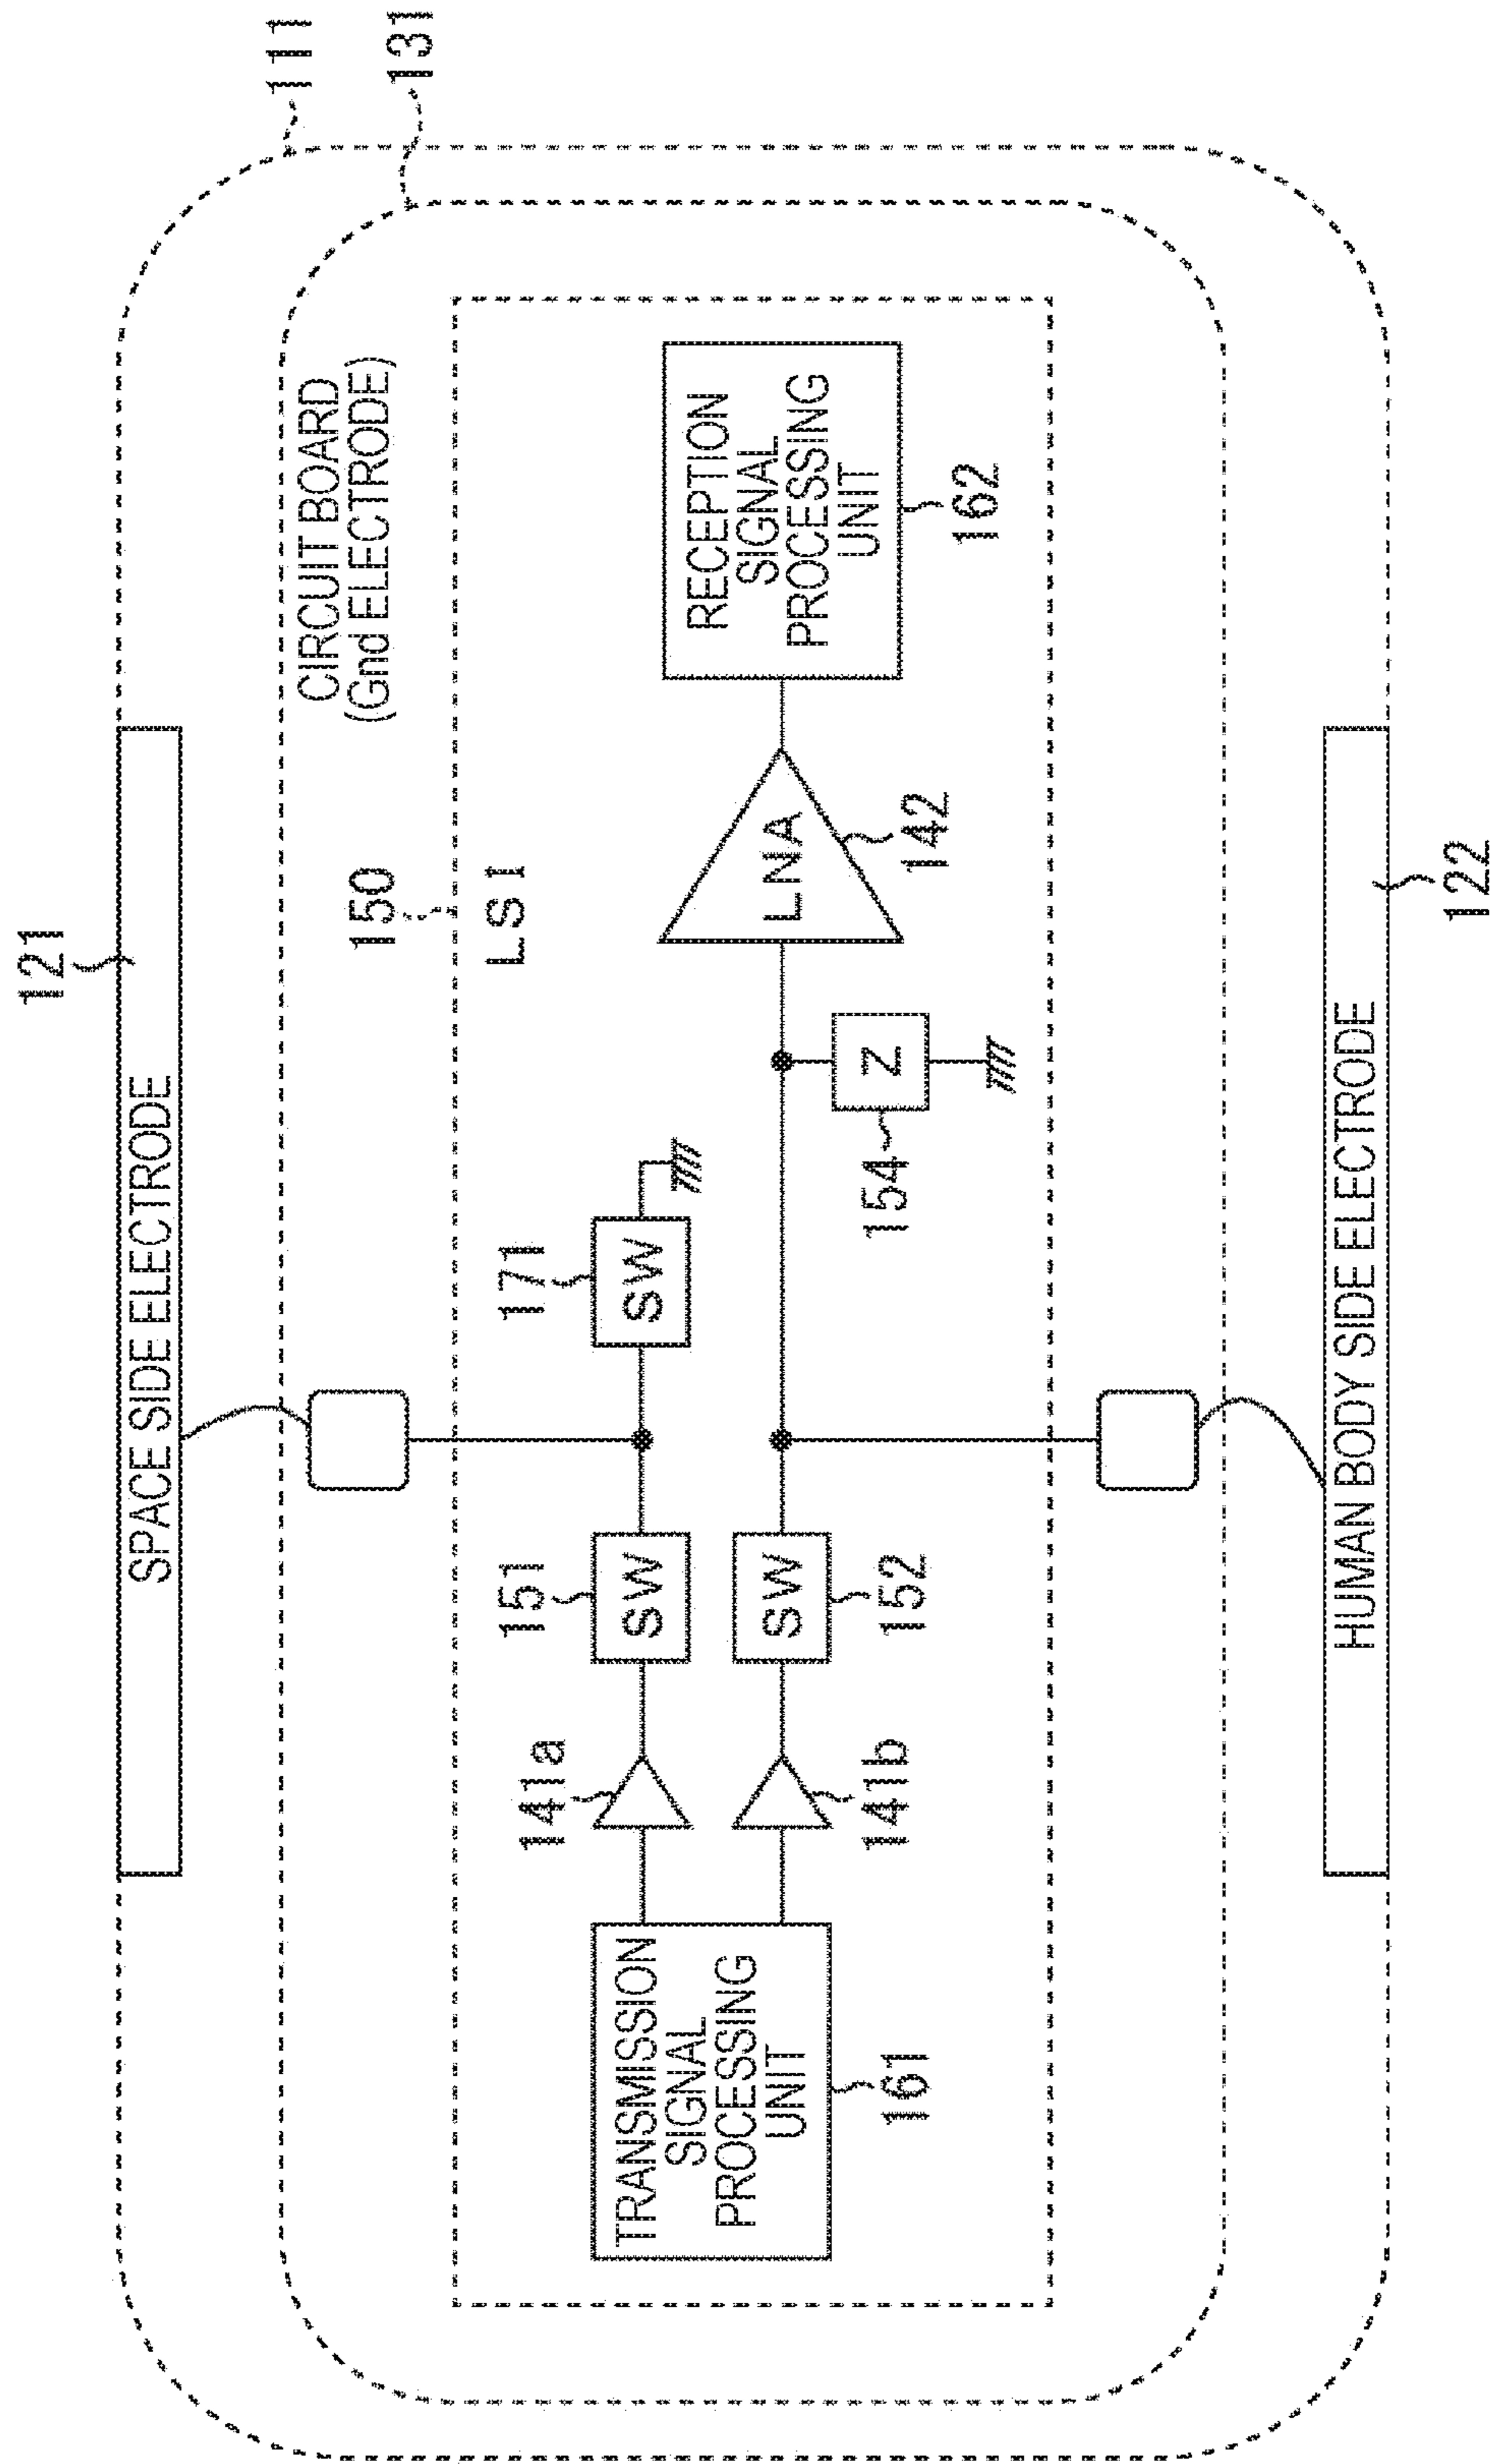 111
131
121
SPACE SIDE ELECTRODE
CIRCUIT BOARD
(Gnd ELECTRODE)
150
LSI
141a
151
SW
171
SW
TRANSMISSION
SIGNAL
PROCESSING
UNIT
161
141b
SW
152
154
Z
LNA
142
RECEPTION
SIGNAL
PROCESSING
UNIT
162
HUMAN BODY SIDE ELECTRODE
122